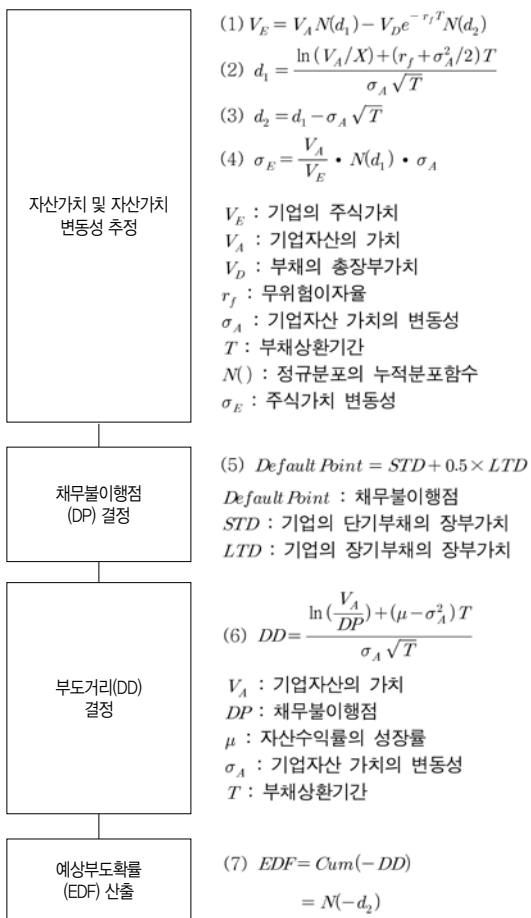 (1) V_E = V_A N(d_1) − V_D e^{−r_f T} N(d_2)
(2) d_1 = \frac{ln(V_A/X) + (r_f + σ_A^2/2) T}{σ_A √T}
(3) d_2 = d_1 − σ_A √T
(4) σ_E = \frac{V_A}{V_E} • N(d_1) • σ_A
자산가치 및 자산가치
변동성 추정
V_E : 기업의 주식가치
V_A : 기업자산의 가치
V_D : 부채의 총장부가치
r_f : 무위험이자율
σ_A : 기업자산 가치의 변동성
T : 부채상환기간
N() : 정규분포의 누적분포함수
σ_E : 주식가치 변동성
채무불이행점
(DP) 결정
(5) Default Point = STD + 0.5 × LTD
Default Point : 채무불이행점
STD : 기업의 단기부채의 장부가치
LTD : 기업의 장기부채의 장부가치
부도거리(DD)
결정
(6) DD = \frac{ln(\frac{V_A}{DP}) + (μ − σ_A^2) T}{σ_A √T}
V_A : 기업자산의 가치
DP : 채무불이행점
μ : 자산수익률의 성장률
σ_A : 기업자산 가치의 변동성
T : 부채상환기간
예상부도확률
(EDF) 산출
(7) EDF = Cum(−DD)
= N(−d_2)